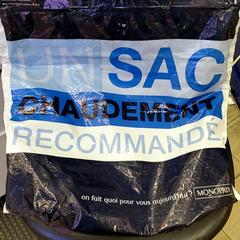 UN SAC
CHAUDEMENT
RECOMMANDÉ
on fait quoi pour vous aujourd'hui ? MONOPRIX